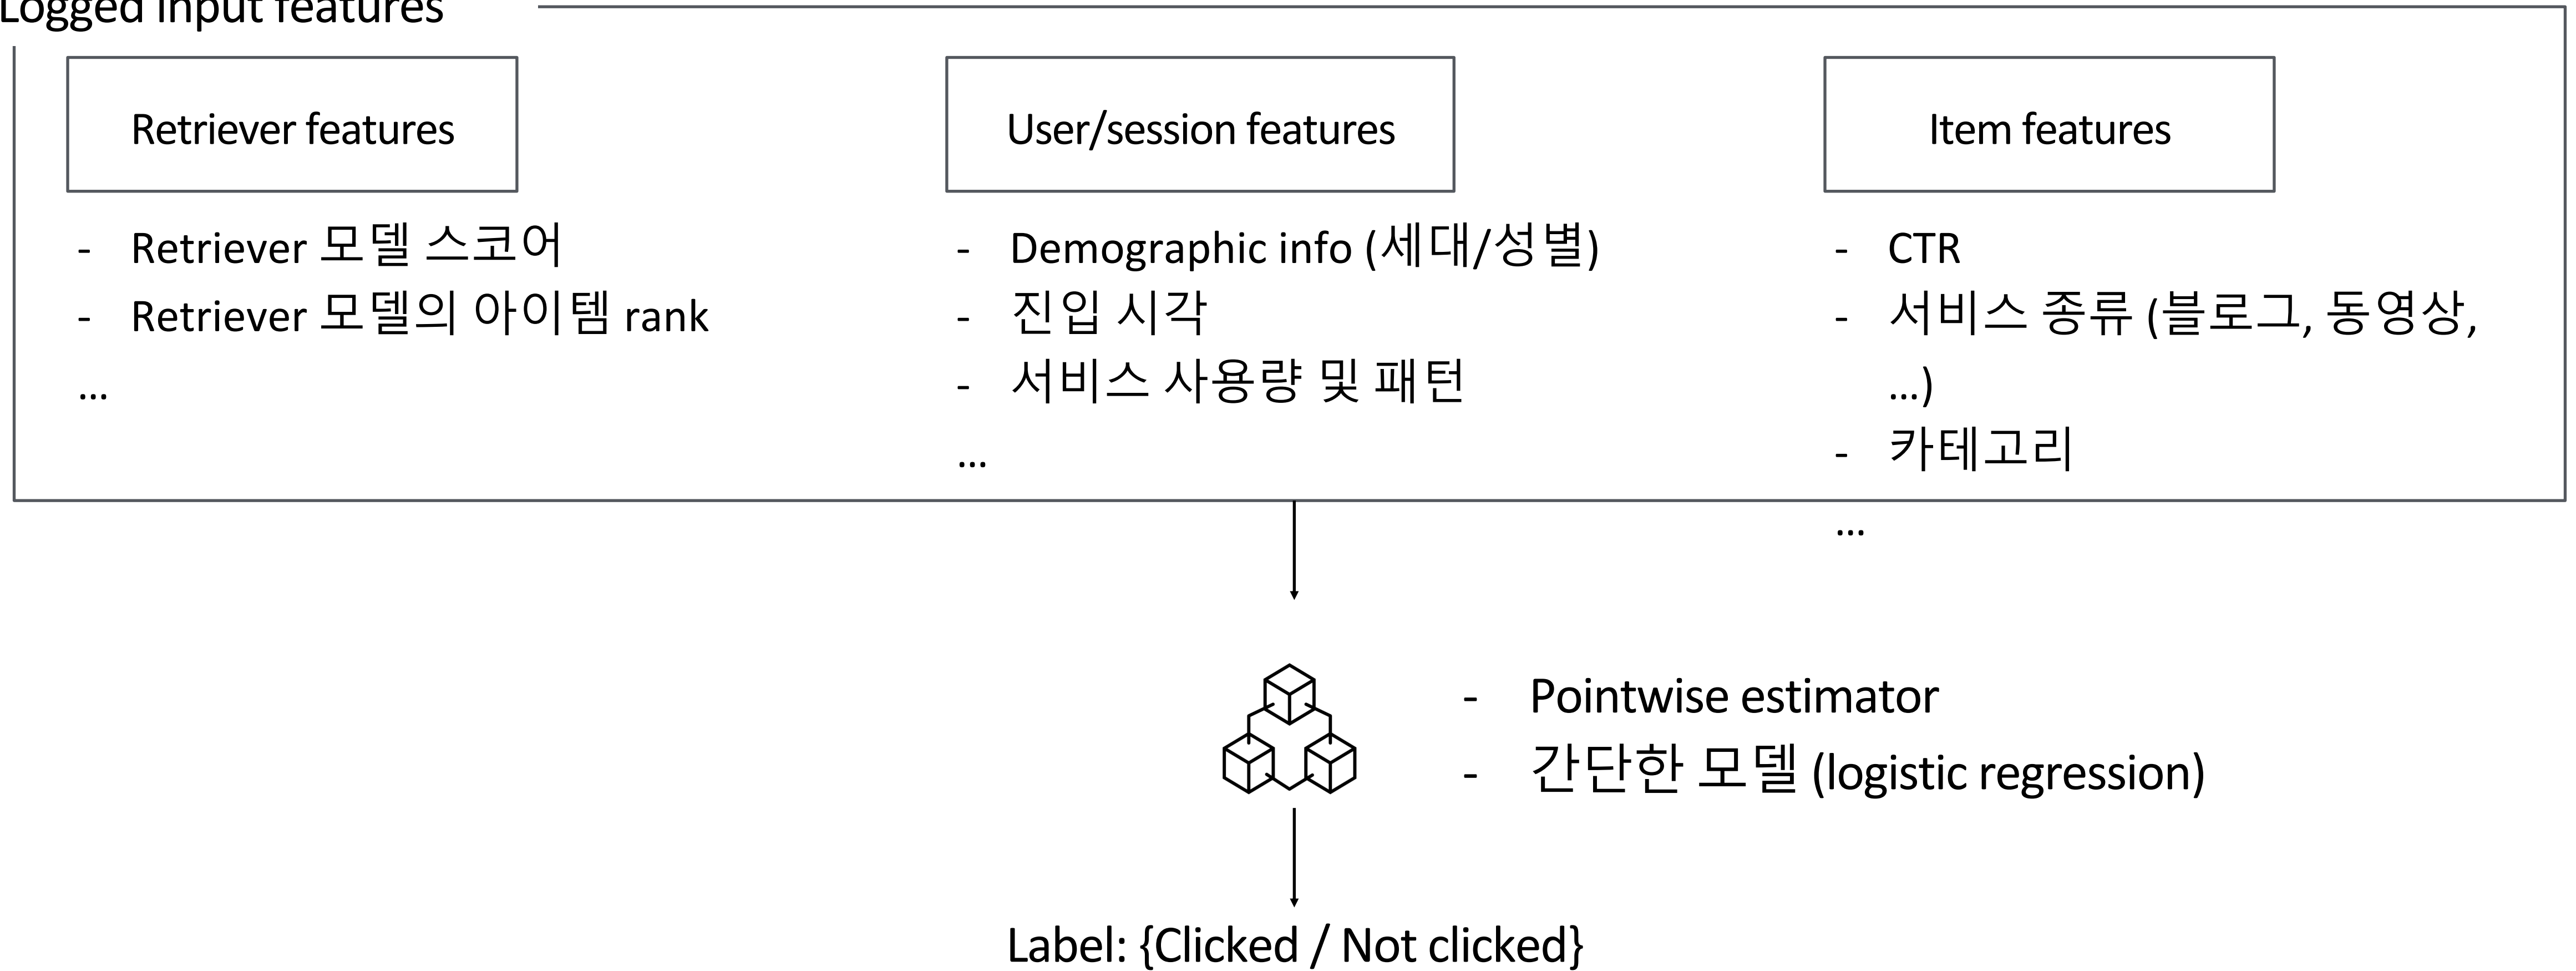 Logged input features
Retriever features
- Retriever 모델 스코어
- Retriever 모델의 아이템 rank
...
User/session features
- Demographic info (세대/성별)
- 진입 시각
- 서비스 사용량 및 패턴
...
Item features
- CTR
- 서비스 종류 (블로그, 동영상,
...)
- 카테고리
...
- Pointwise estimator
- 간단한 모델 (logistic regression)
Label: {Clicked / Not clicked}